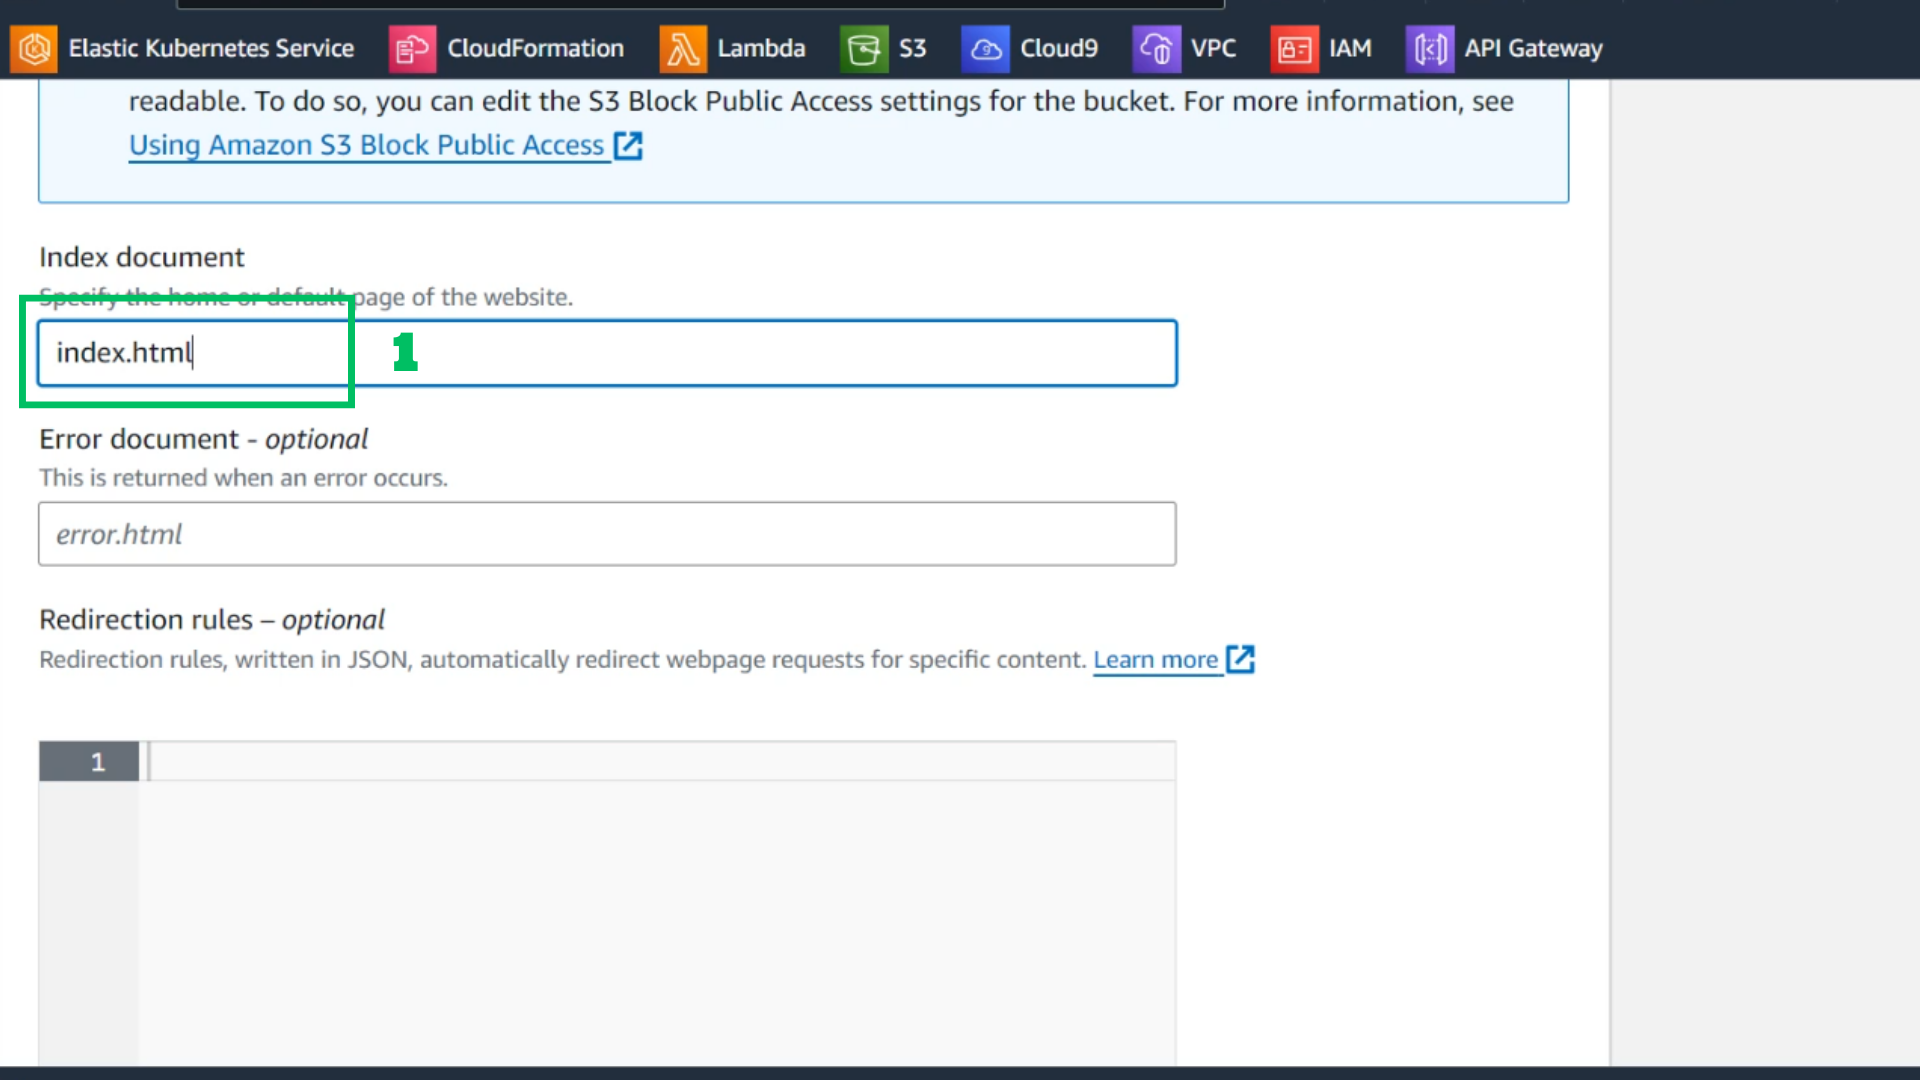 Elastic Kubernetes Service CloudFormation Lambda S3 Cloud9 VPC IAM API Gateway
readable. To do so, you can edit the S3 Block Public Access settings for the bucket. For more information, see
Using Amazon S3 Block Public Access
Index document
Specify the home or default page of the website.
index.html 1
Error document - optional
This is returned when an error occurs.
error.html
Redirection rules – optional
Redirection rules, written in JSON, automatically redirect webpage requests for specific content. Learn more
1